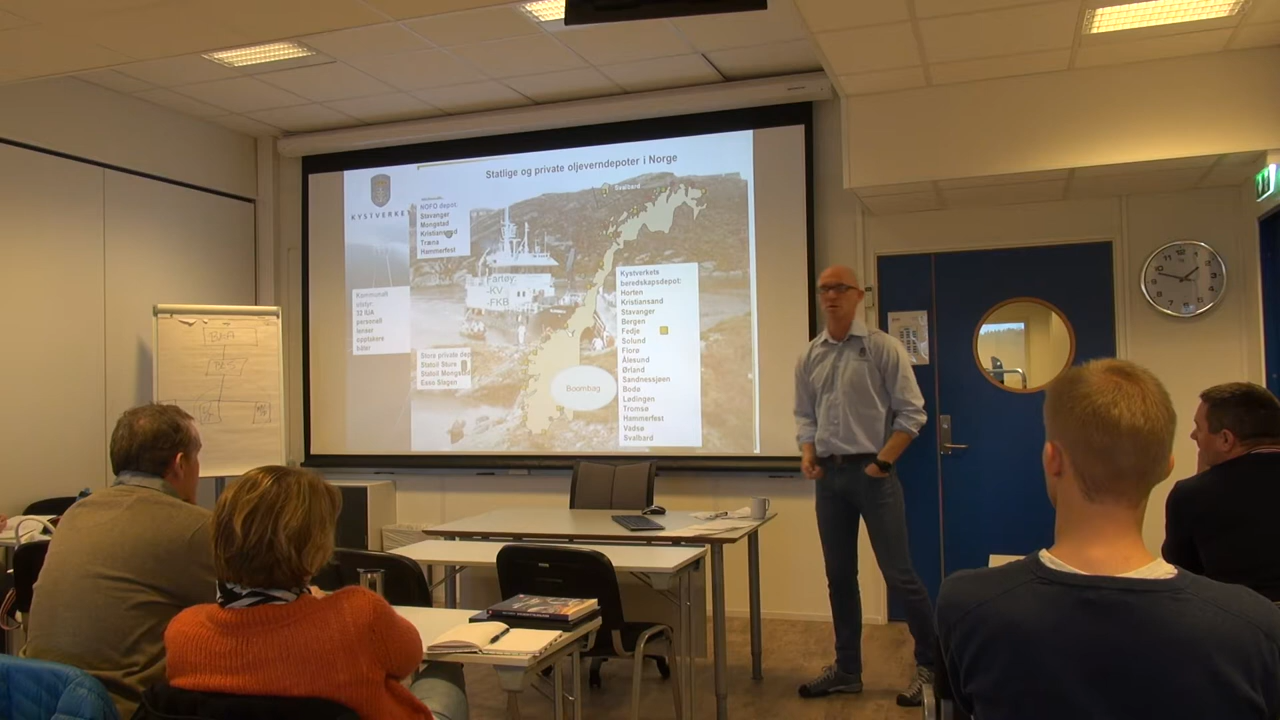 Statlige og private oljeverndepoter i Norge
KYSTVERKET
NOFO depot:
Stavanger
Mongstad
Kristiansund
Træna
Hammerfest
Svalbard
Fartøy:
-KV
-FKB
Kommunalt
utstyr:
32 IUA
personell
lenser
opptakere
båter
Store private dep
Statoil Sture
Statoil Mongstad
Esso Slagen
Boombag
Kystverkets
beredskapsdepot:
Horten
Kristiansand
Stavanger
Bergen
Fedje
Solund
Florø
Ålesund
Ørland
Sandnessjøen
Bodø
Lødingen
Tromsø
Hammerfest
Vadsø
Svalbard